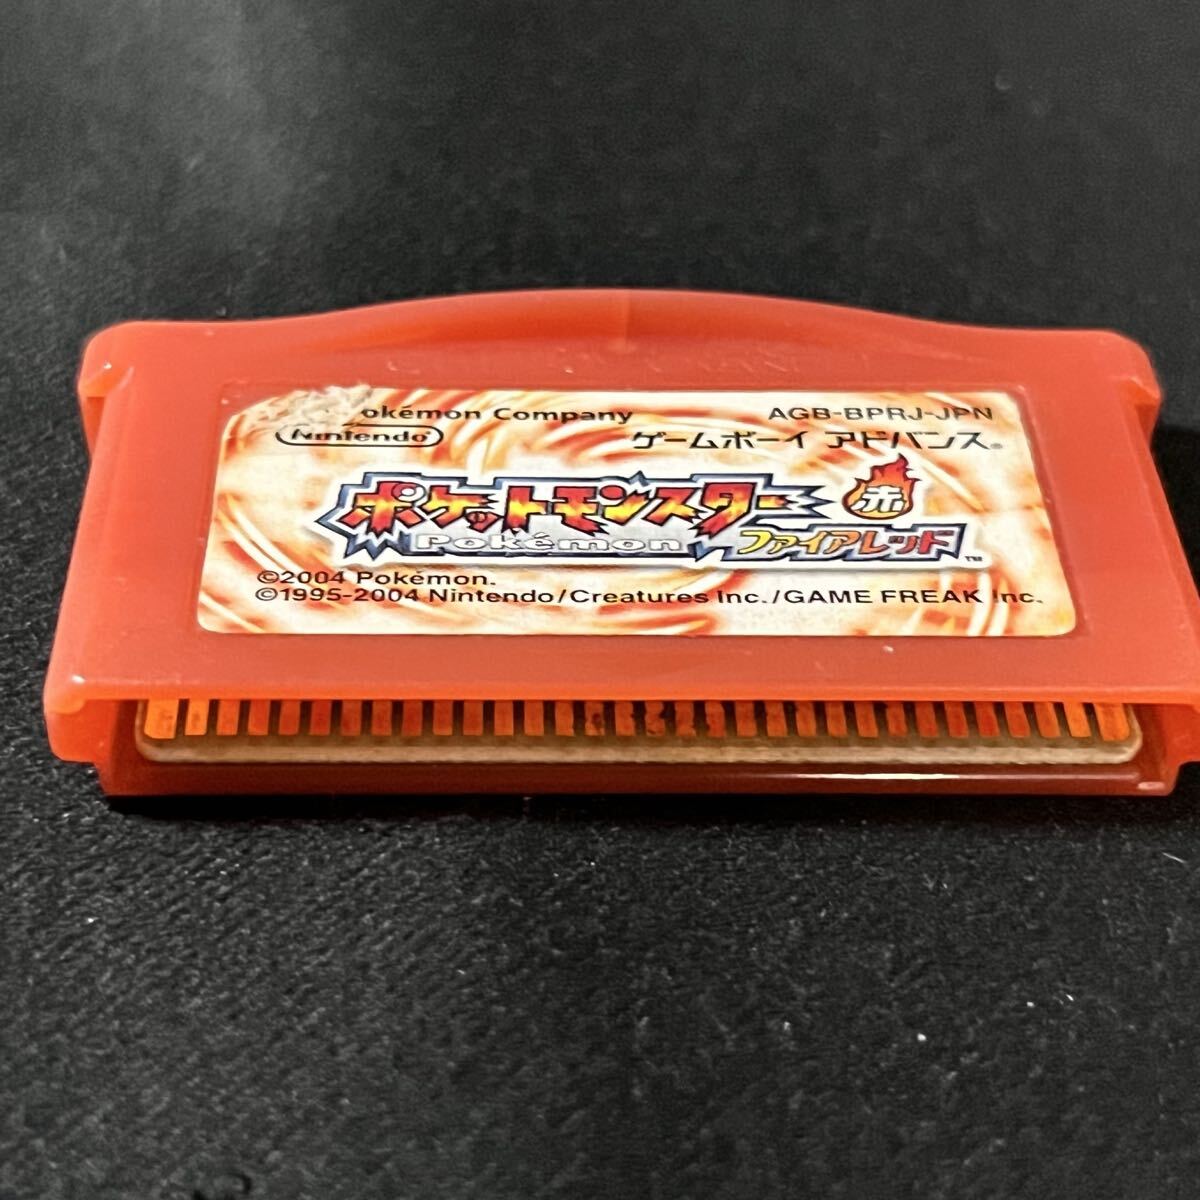 Pokémon Company
AGB-BPRJ-JPN
Nintendo
ゲームボーイ アドバンス®
ポケットモンスター
赤
Pokémon
ファイアレッド
TM
©2004 Pokémon.
©1995-2004 Nintendo/Creatures Inc./GAME FREAK Inc.